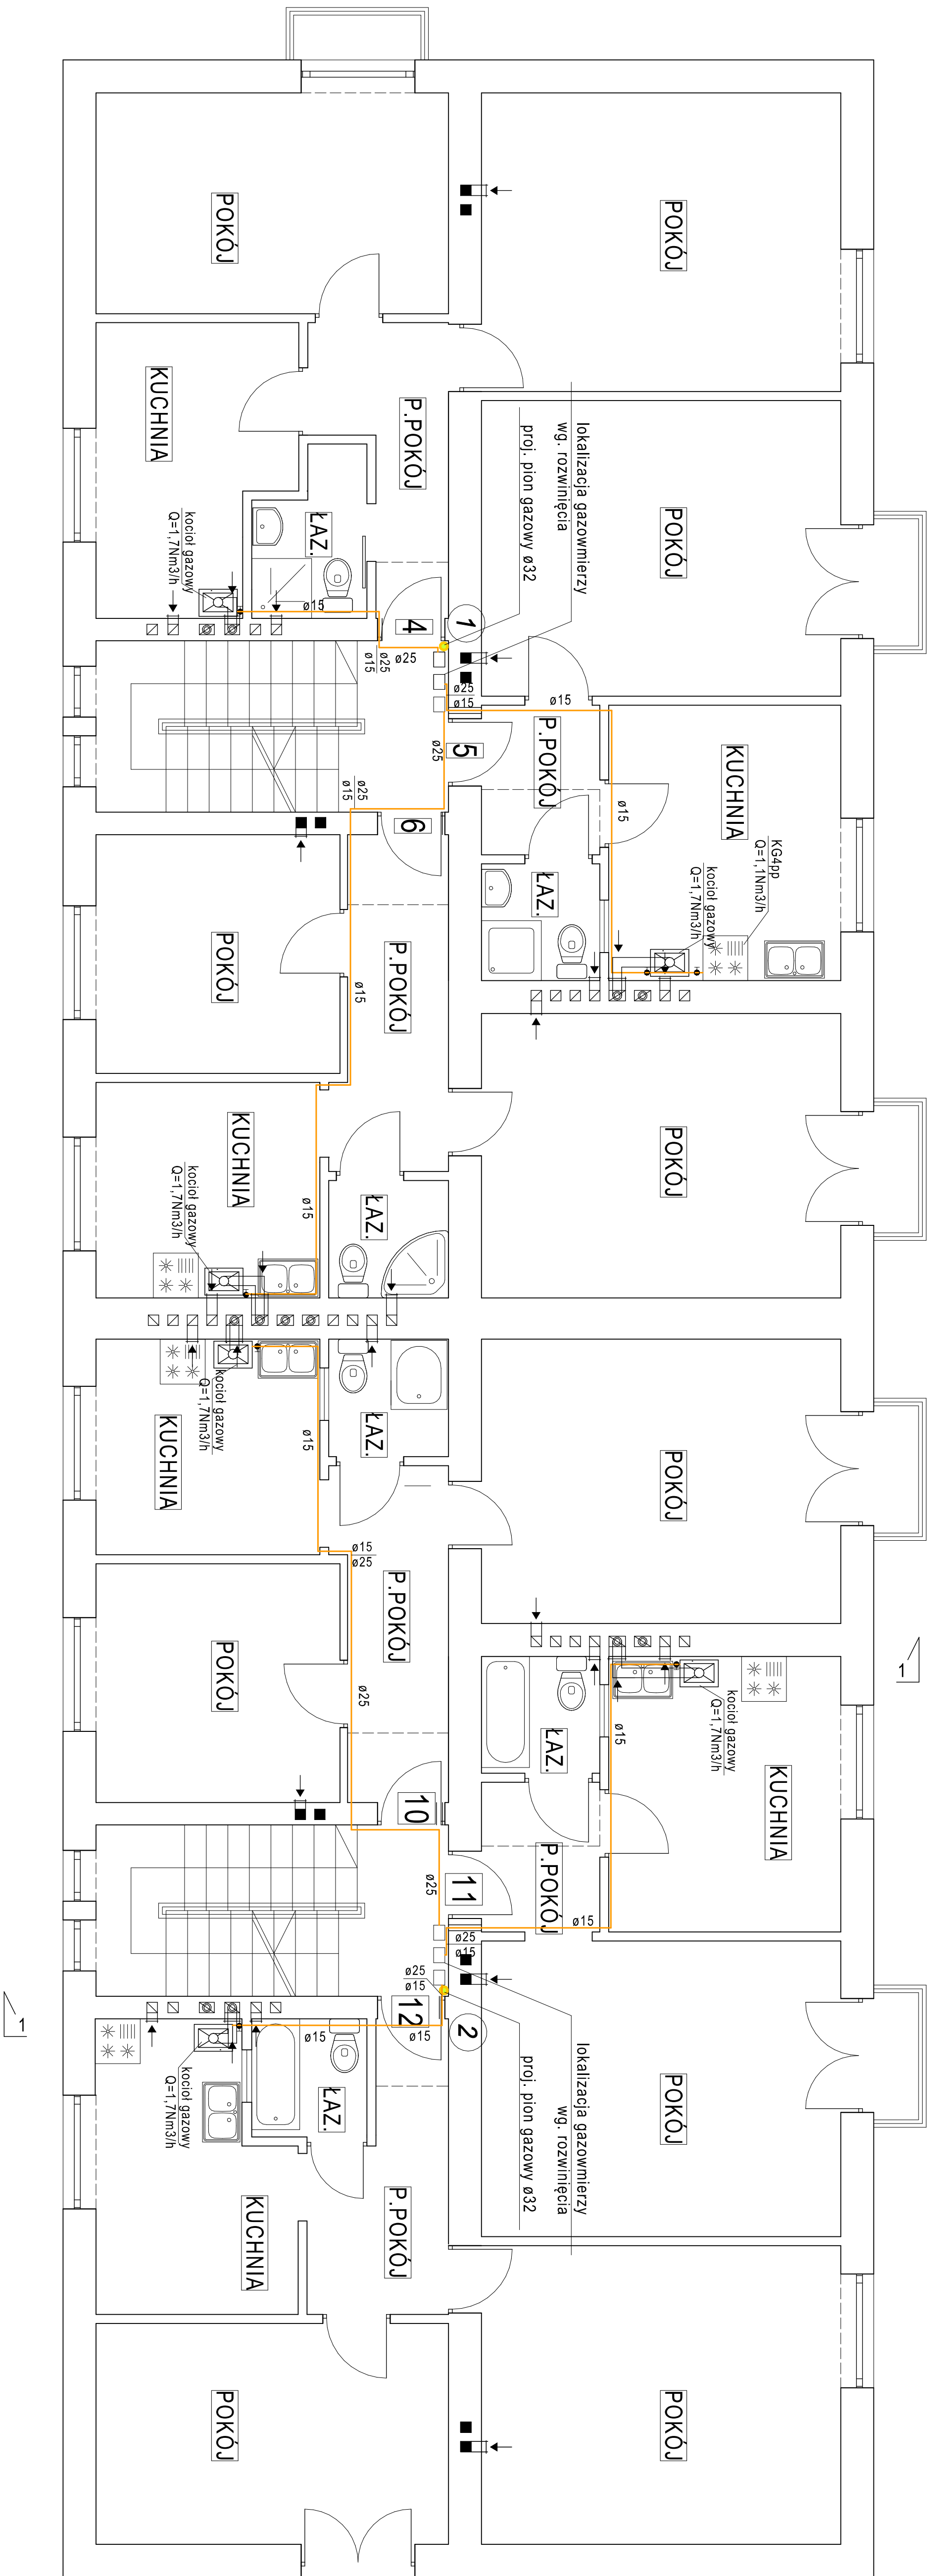 POKÓJ
POKÓJ
KUCHNIA
P.POKÓJ
ŁAZ.
kocioł gazowy
Q=1,7Nm3/h
POKÓJ
lokalizacja gazowmierzy
wg. rozwinięcia
proj. pion gazowy ø32
ø15
4
1
ø25
ø25
ø15
ø25
ø15
ø15
5
ø25
P.POKÓJ
KUCHNIA
KG4pp
Q=1,1Nm3/h
kocioł gazowy
Q=1,7Nm3/h
ø15
ŁAZ.
ø25
ø15
6
POKÓJ
P.POKÓJ
ø15
KUCHNIA
kocioł gazowy
Q=1,7Nm3/h
ø15
ŁAZ.
POKÓJ
kocioł gazowy
Q=1,7Nm3/h
KUCHNIA
ø15
ŁAZ.
POKÓJ
ø15
ø25
P.POKÓJ
POKÓJ
ø25
10
1
kocioł gazowy
Q=1,7Nm3/h
ø15
ŁAZ.
KUCHNIA
P.POKÓJ
11
ø25
ø15
ø25
ø15
ø25
ø15
12
2
1
ø15
ø15
ŁAZ.
kocioł gazowy
Q=1,7Nm3/h
lokalizacja gazowmierzy
wg. rozwinięcia
proj. pion gazowy ø32
POKÓJ
KUCHNIA
P.POKÓJ
POKÓJ
POKÓJ